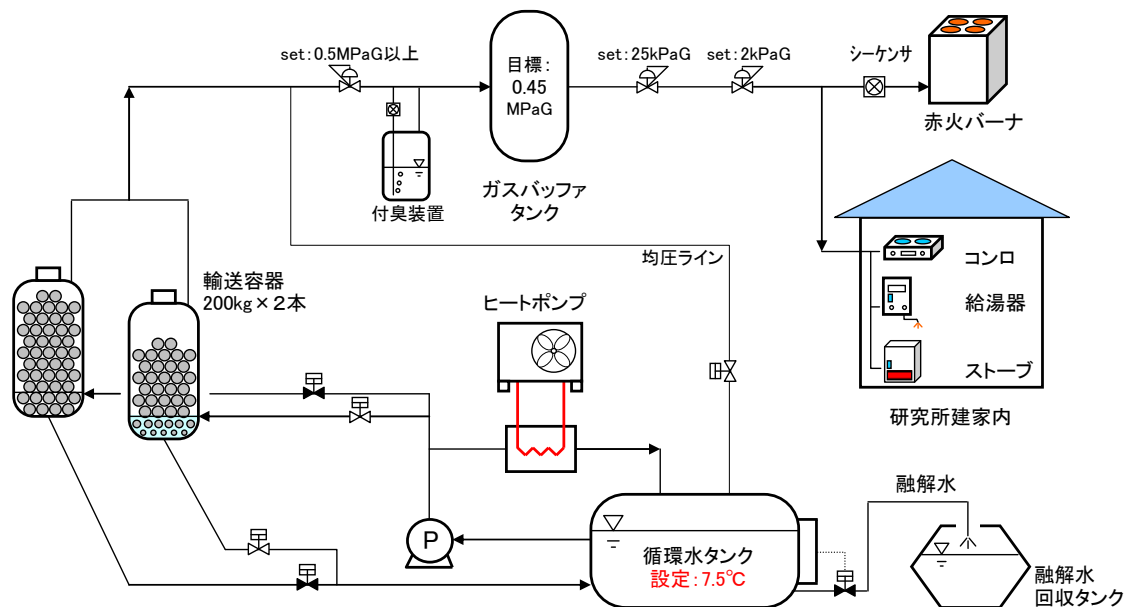 set:0.5MPaG以上
目標:
0.45
MPaG
set:25kPaG
set:2kPaG
シーケンサ
赤火バーナ
付臭装置
ガスバッファ
タンク
均圧ライン
輸送容器
200kg×2本
ヒートポンプ
コンロ
給湯器
ストーブ
研究所建家内
P
循環水タンク
設定:7.5℃
融解水
融解水
回収タンク